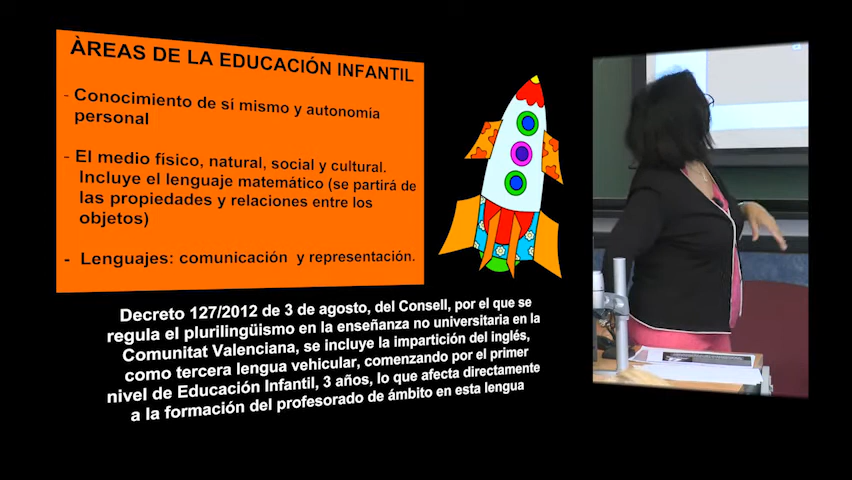 ÀREAS DE LA EDUCACIÓN INFANTIL
- Conocimiento de sí mismo y autonomía
personal
- El medio físico, natural, social y cultural.
Incluye el lenguaje matemático (se partirá de
las propiedades y relaciones entre los
objetos)
- Lenguajes: comunicación y representación.
Decreto 127/2012 de 3 de agosto, del Consell, por el que se
regula el plurilingüismo en la enseñanza no universitaria en la
Comunitat Valenciana, se incluye la impartición del inglés,
como tercera lengua vehicular, comenzando por el primer
nivel de Educación Infantil, 3 años, lo que afecta directamente
a la formación del profesorado de ámbito en esta lengua